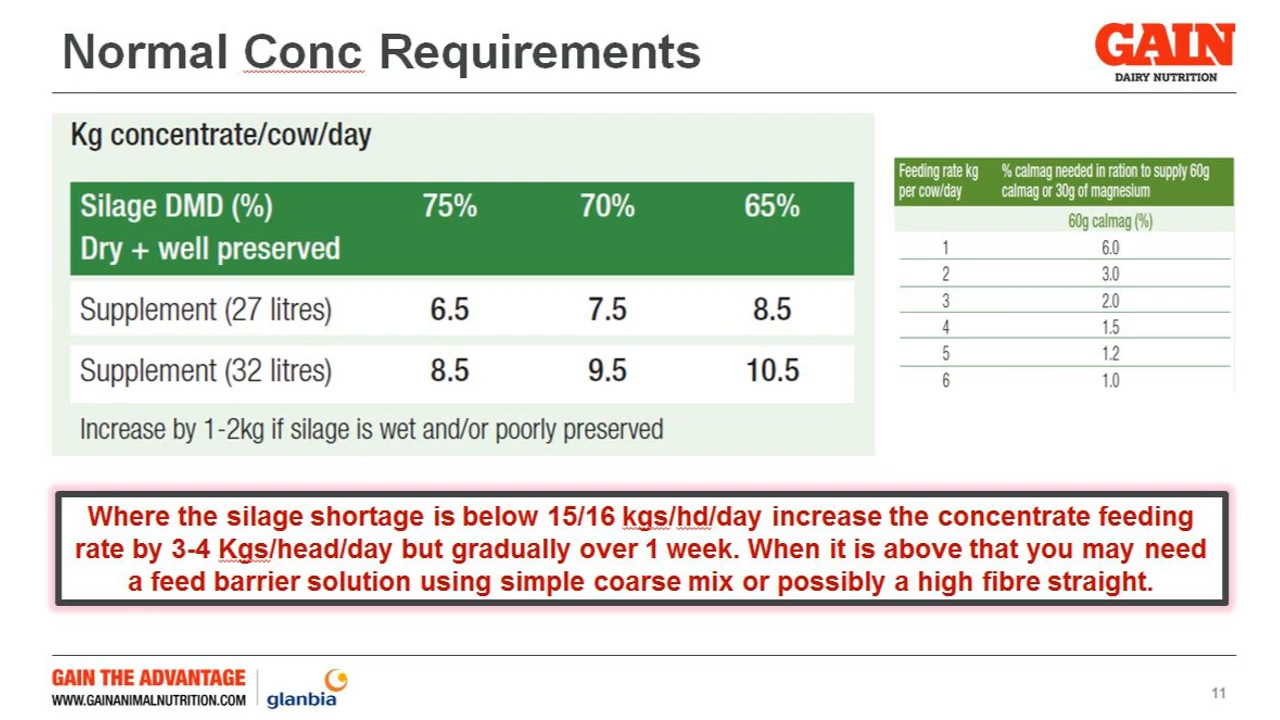 Normal Conc Requirements
GAIN
DAIRY NUTRITION
Kg concentrate/cow/day
Silage DMD (%) 75% 70% 65%
Dry + well preserved
Supplement (27 litres) 6.5 7.5 8.5
Supplement (32 litres) 8.5 9.5 10.5
Increase by 1-2kg if silage is wet and/or poorly preserved
Feeding rate kg % calmag needed in ration to supply 60g
per cow/day calmag or 30g of magnesium
60g calmag (%)
1 6.0
2 3.0
3 2.0
4 1.5
5 1.2
6 1.0
Where the silage shortage is below 15/16 kgs/hd/day increase the concentrate feeding
rate by 3-4 Kgs/head/day but gradually over 1 week. When it is above that you may need
a feed barrier solution using simple coarse mix or possibly a high fibre straight.
GAIN THE ADVANTAGE
WWW.GAINANIMALNUTRITION.COM
glanbia
11